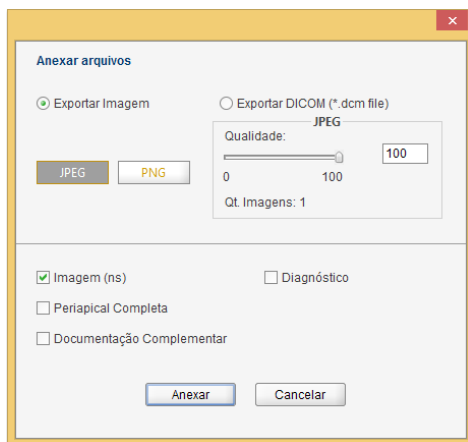 Anexar arquivos
Exportar Imagem
Exportar DICOM (*.dcm file)
JPEG
Qualidade:
100
JPEG
PNG
0
100
Qt. Imagens: 1
Imagem (ns)
Diagnóstico
Periapical Completa
Documentação Complementar
Anexar
Cancelar